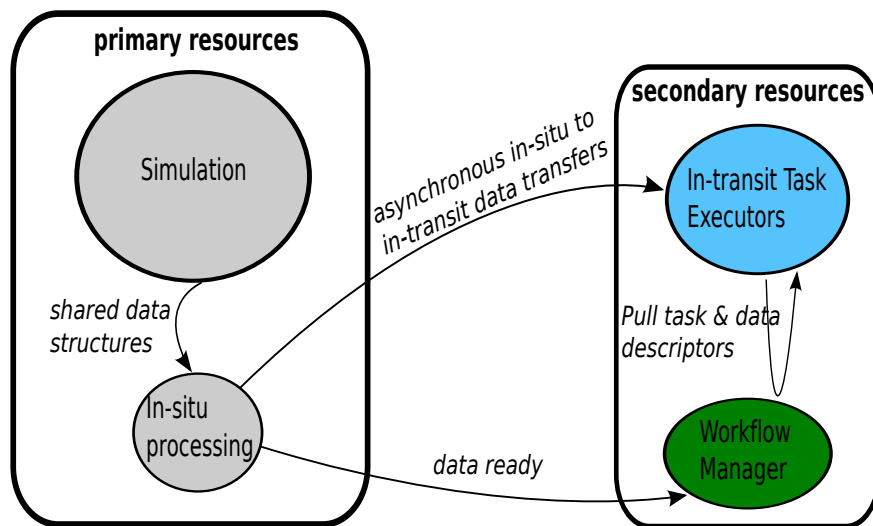 primary resources
Simulation
shared data
structures
In-situ
processing
asynchronous in-situ to
in-transit data transfers
data ready
secondary resources
In-transit Task
Executors
Pull task & data
descriptors
Workflow
Manager